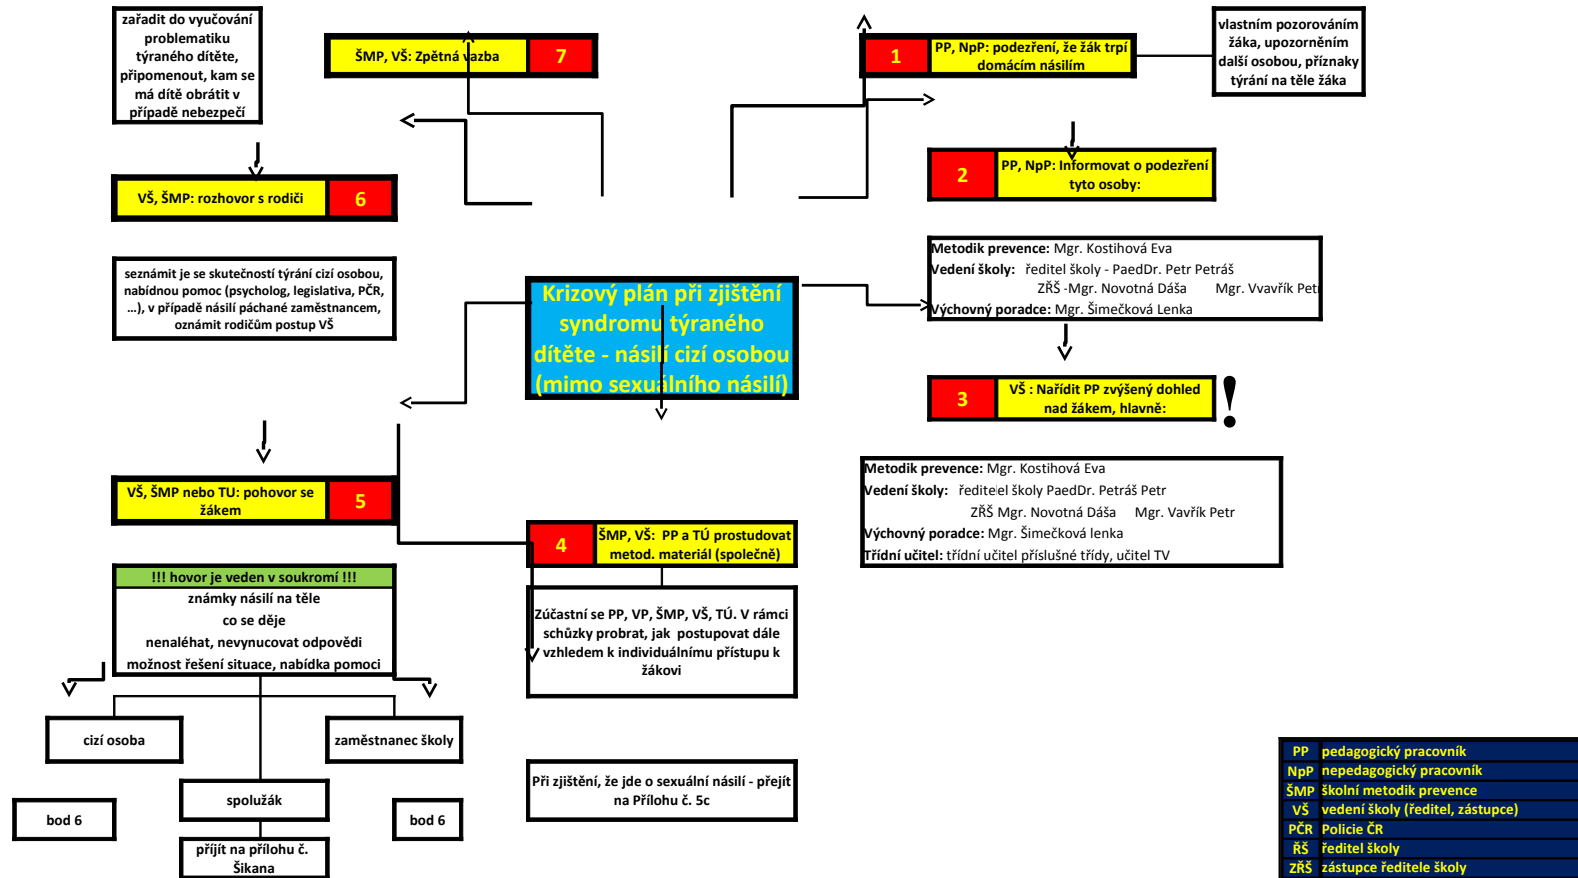 zařadit do vyučování
problematiku
týraného dítěte,
připomenout, kam se
má dítě obrátit v
případě nebezpečí
ŠMP, VŠ: Zpětná vazba
7
1
PP, NpP: podezření, že žák trpí
domácím násilím
vlastním pozorováním
žáka, upozorněním
další osobou, příznaky
týrání na těle žáka
VŠ, ŠMP: rozhovor s rodiči
6
2
PP, NpP: Informovat o podezření
tyto osoby:
seznámit je se skutečností týrání cizí osobou,
nabídnou pomoc (psycholog, legislativa, PČR,
...), v případě násilí páchané zaměstnancem,
oznámit rodičům postup VŠ
Krizový plán při zjištění
syndromu týraného
dítěte - násilí cizí osobou
(mimo sexuálního násilí)
Metodik prevence: Mgr. Kostihová Eva
Vedení školy: ředitel školy - PaedDr. Petr Petráš
ZŘŠ -Mgr. Novotná Dáša Mgr. Vvavřík Petr
Výchovný poradce: Mgr. Šimečková Lenka
3
VŠ : Nařídit PP zvýšený dohled
nad žákem, hlavně:
!
Metodik prevence: Mgr. Kostihová Eva
Vedení školy: ředitelel školy PaedDr. Petráš Petr
ZŘŠ Mgr. Novotná Dáša Mgr. Vavřík Petr
Výchovný poradce: Mgr. Šimečková lenka
Třídní učitel: třídní učitel příslušné třídy, učitel TV
VŠ, ŠMP nebo TU: pohovor se
žákem
5
4
ŠMP, VŠ: PP a TÚ prostudovat
metod. materiál (společně)
!!! hovor je veden v soukromí !!!
známky násilí na těle
co se děje
nenaléhat, nevynucovat odpovědi
možnost řešení situace, nabídka pomoci
Zúčastní se PP, VP, ŠMP, VŠ, TÚ. V rámci
schůzky probrat, jak postupovat dále
vzhledem k individuálnímu přístupu k
žákovi
cizí osoba
zaměstnanec školy
spolužák
bod 6
bod 6
příjít na přílohu č.
Šikana
Při zjištění, že jde o sexuální násilí - přejít
na Přílohu č. 5c
PP pedagogický pracovník
NpP nepedagogický pracovník
ŠMP školní metodik prevence
VŠ vedení školy (ředitel, zástupce)
PČR Policie ČR
ŘŠ ředitel školy
ZŘŠ zástupce ředitele školy